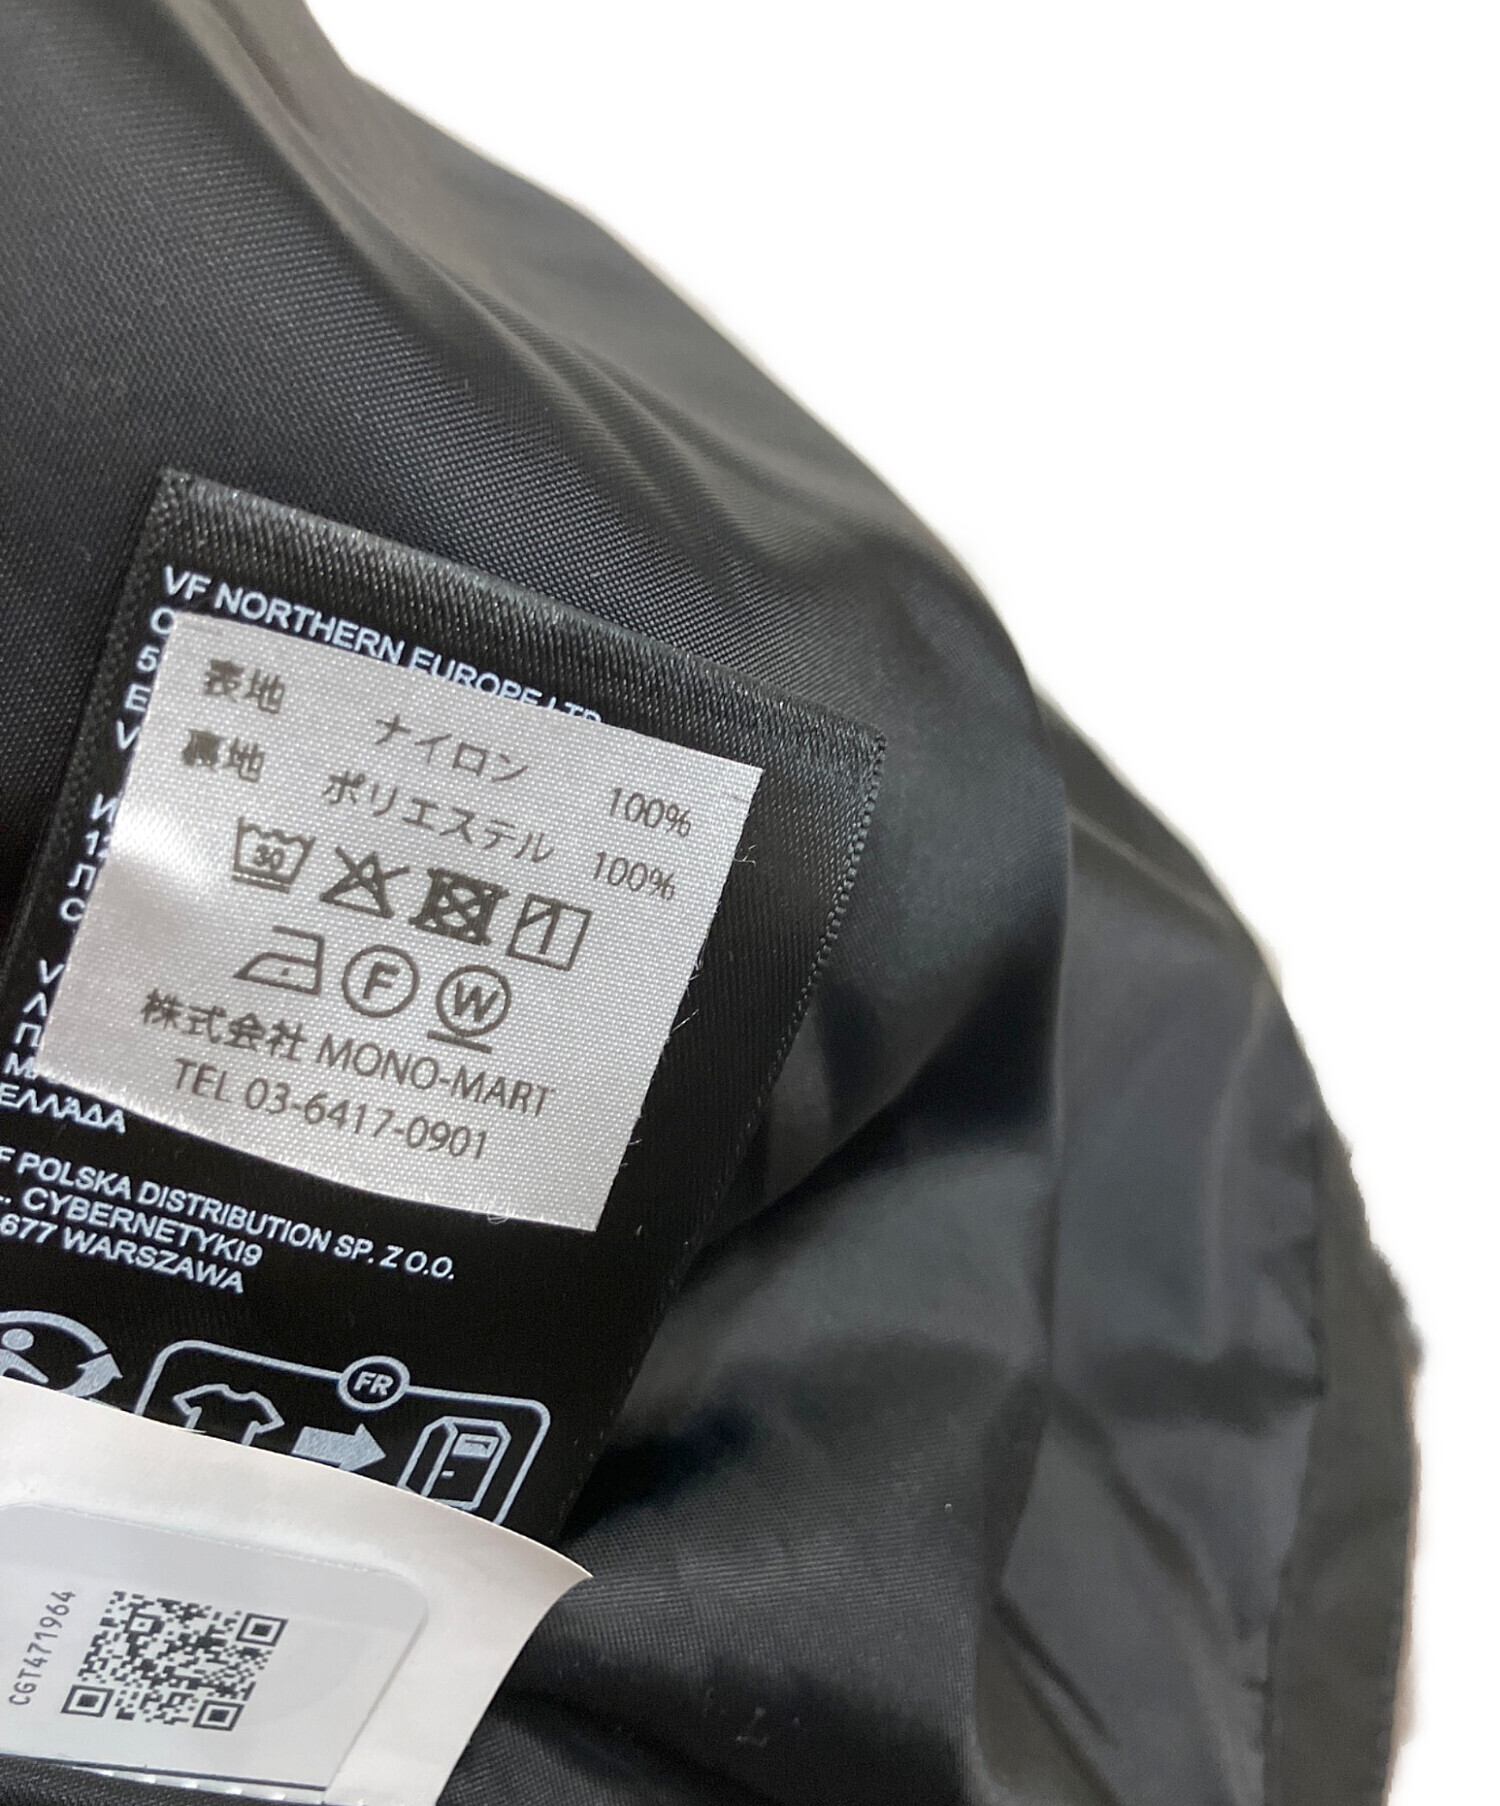 VF NORTHERN EUROPE LTD
表地 ナイロン 100%
裏地 ポリエステル 100%
30
F W
株式会社 MONO-MART
TEL 03-6417-0901
ΕΛΛΑΔΑ
F POLSKA DISTRIBUTION SP. Z O.O.
L. CYBERNETYKI9
-677 WARSZAWA
FR
CGT471964